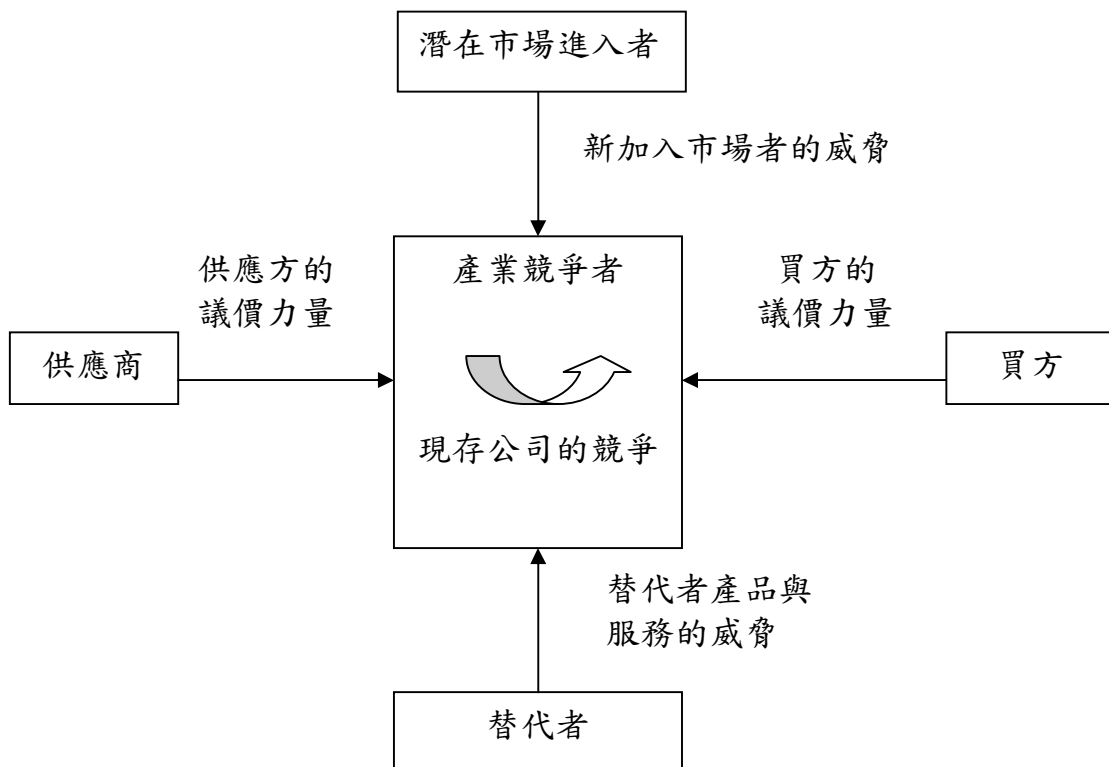 潛在市場進入者
新加入市場者的威脅
供應方的
議價力量
產業競爭者
買方的
議價力量
供應商
買方
現存公司的競爭
替代者產品與
服務的威脅
替代者